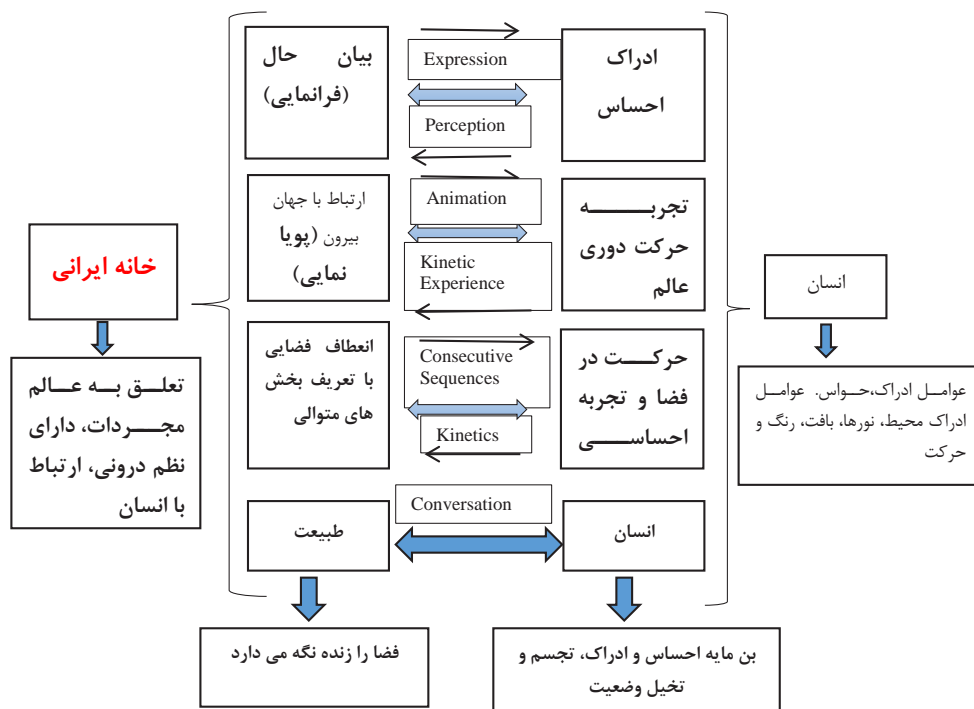 بیان حال
(فرانمایی)
Expression
Perception
ادراک
احساس
ارتباط با جهان
بیرون (پویا
نمایی)
Animation
Kinetic
Experience
تجربه
حرکت دوری
عالم
خانه ایرانی
انسان
انعطاف فضایی
با تعریف بخش
های متوالی
Consecutive
Sequences
Kinetics
حرکت در
فضا و تجربه
احساسی
تعلق به عالم
مجردات، دارای
نظم درونی، ارتباط
با انسان
عوامل ادراک،حواس. عوامل
ادراک محیط، نورها، بافت، رنگ و
حرکت
طبیعت
Conversation
انسان
فضا را زنده نگه می دارد
بن مایه احساس و ادراک، تجسم و
تخیل وضعیت